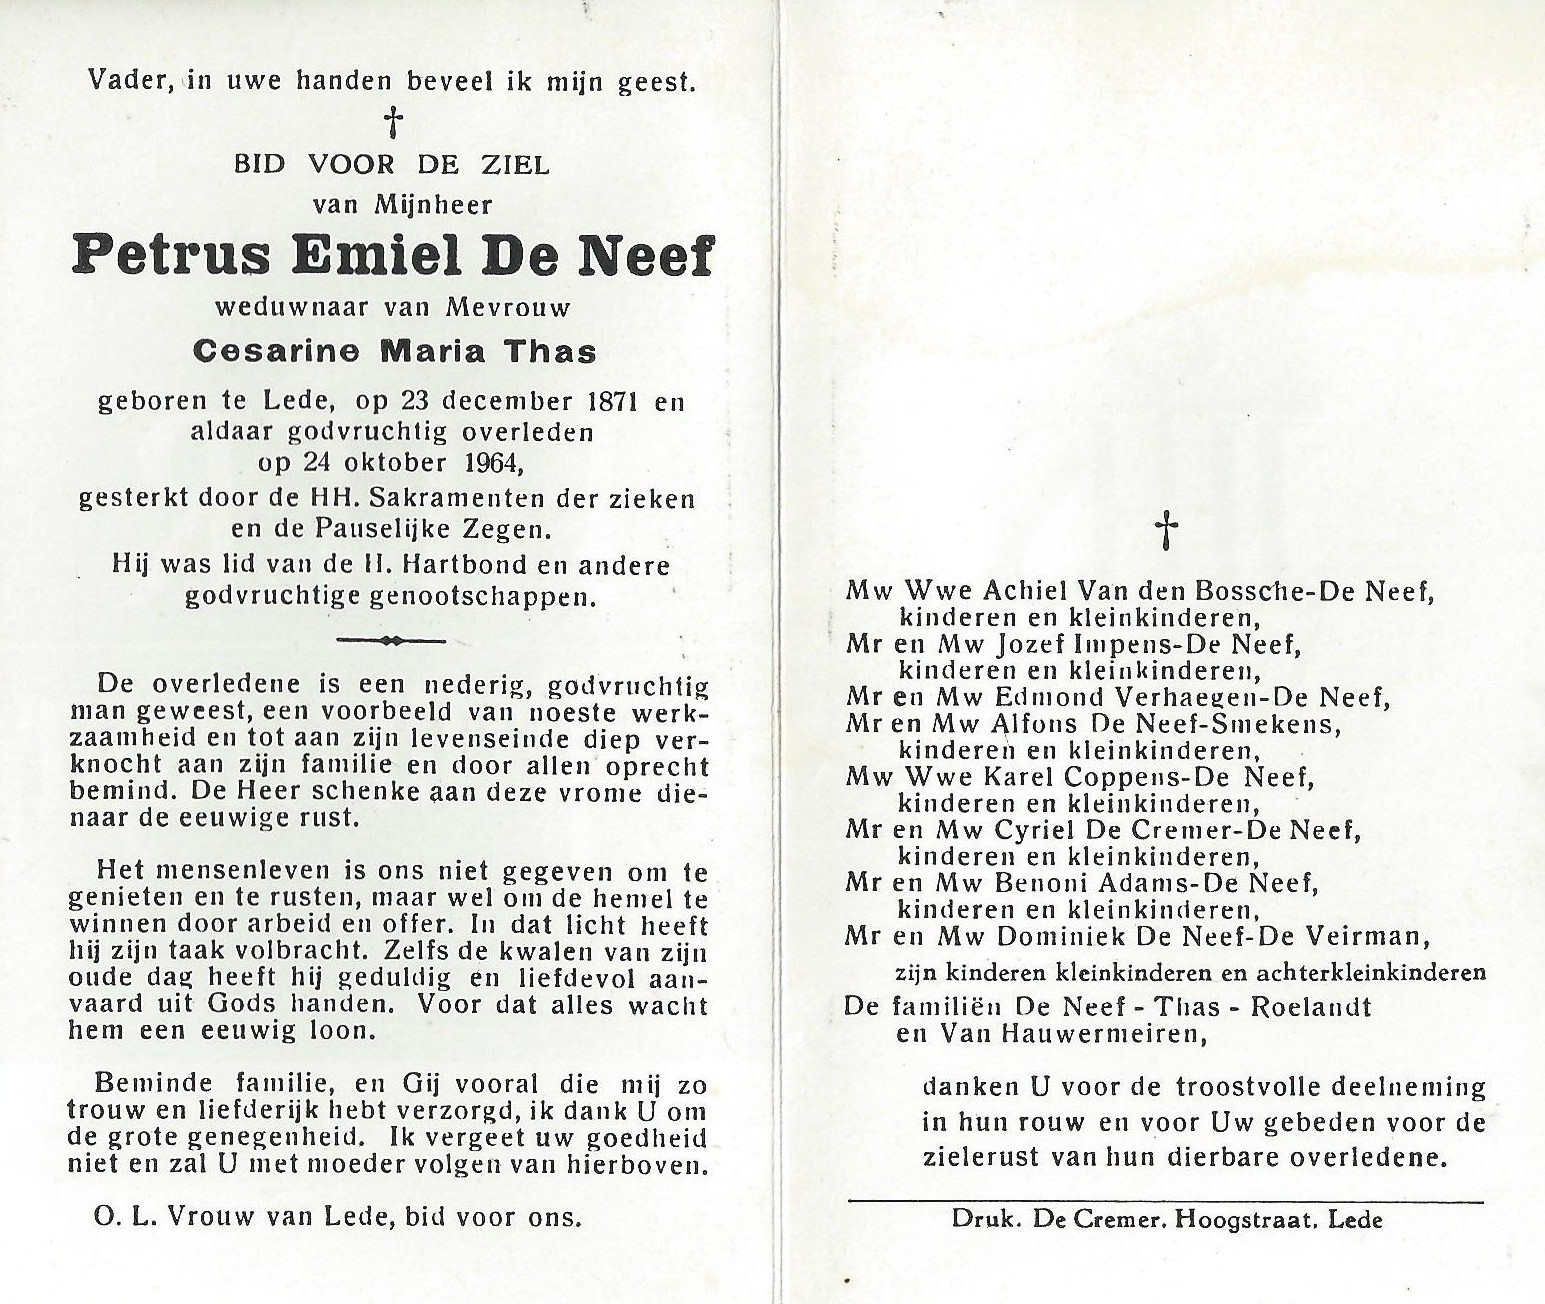 Vader, in uwe handen beveel ik mijn geest.
†
BID VOOR DE ZIEL
van Mijnheer
Petrus Emiel De Neef
weduwnaar van Mevrouw
Cesarine Maria Thas
geboren te Lede, op 23 december 1871 en
aldaar godvruchtig overleden
op 24 oktober 1964,
gesterkt door de HH. Sakramenten der zieken
en de Pauselijke Zegen.
Hij was lid van de H. Hartbond en andere
godvruchtige genootschappen.
De overledene is een nederig, godvruchtig
man geweest, een voorbeeld van noeste werk-
zaamheid en tot aan zijn levenseinde diep ver-
knocht aan zijn familie en door allen oprecht
bemind. De Heer schenke aan deze vrome die-
naar de eeuwige rust.
Het mensenleven is ons niet gegeven om te
genieten en te rusten, maar wel om de hemel te
winnen door arbeid en offer. In dat licht heeft
hij zijn taak volbracht. Zelfs de kwalen van zijn
oude dag heeft hij geduldig en liefdevol aan-
vaard uit Gods handen. Voor dat alles wacht
hem een eeuwig loon.
Beminde familie, en Gij vooral die mij zo
trouw en liefderijk hebt verzorgd, ik dank U om
de grote genegenheid. Ik vergeet uw goedheid
niet en zal U met moeder volgen van hierboven.
O. L. Vrouw van Lede, bid voor ons.
†
Mw Wwe Achiel Van den Bossche-De Neef,
kinderen en kleinkinderen,
Mr en Mw Jozef Impens-De Neef,
kinderen en kleinkinderen,
Mr en Mw Edmond Verhaegen-De Neef,
Mr en Mw Alfons De Neef-Smekens,
kinderen en kleinkinderen,
Mw Wwe Karel Coppens-De Neef,
kinderen en kleinkinderen,
Mr en Mw Cyriel De Cremer-De Neef,
kinderen en kleinkinderen,
Mr en Mw Benoni Adams-De Neef,
kinderen en kleinkinderen,
Mr en Mw Dominiek De Neef-De Veirman,
zijn kinderen kleinkinderen en achterkleinkinderen
De familiën De Neef - Thas - Roelandt
en Van Hauwermeiren,
danken U voor de troostvolle deelneming
in hun rouw en voor Uw gebeden voor de
zielerust van hun dierbare overledene.
Druk. De Cremer. Hoogstraat. Lede